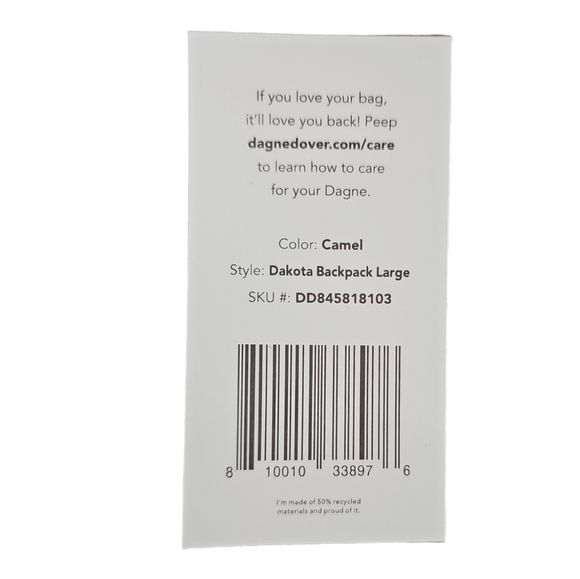 If you love your bag,
it'll love you back! Peep
dagnedover.com/care
to learn how to care
for your Dagne.
Color: Camel
Style: Dakota Backpack Large
SKU #: DD845818103
8 10010 33897 6
I'm made of 50% recycled
materials and proud of it.